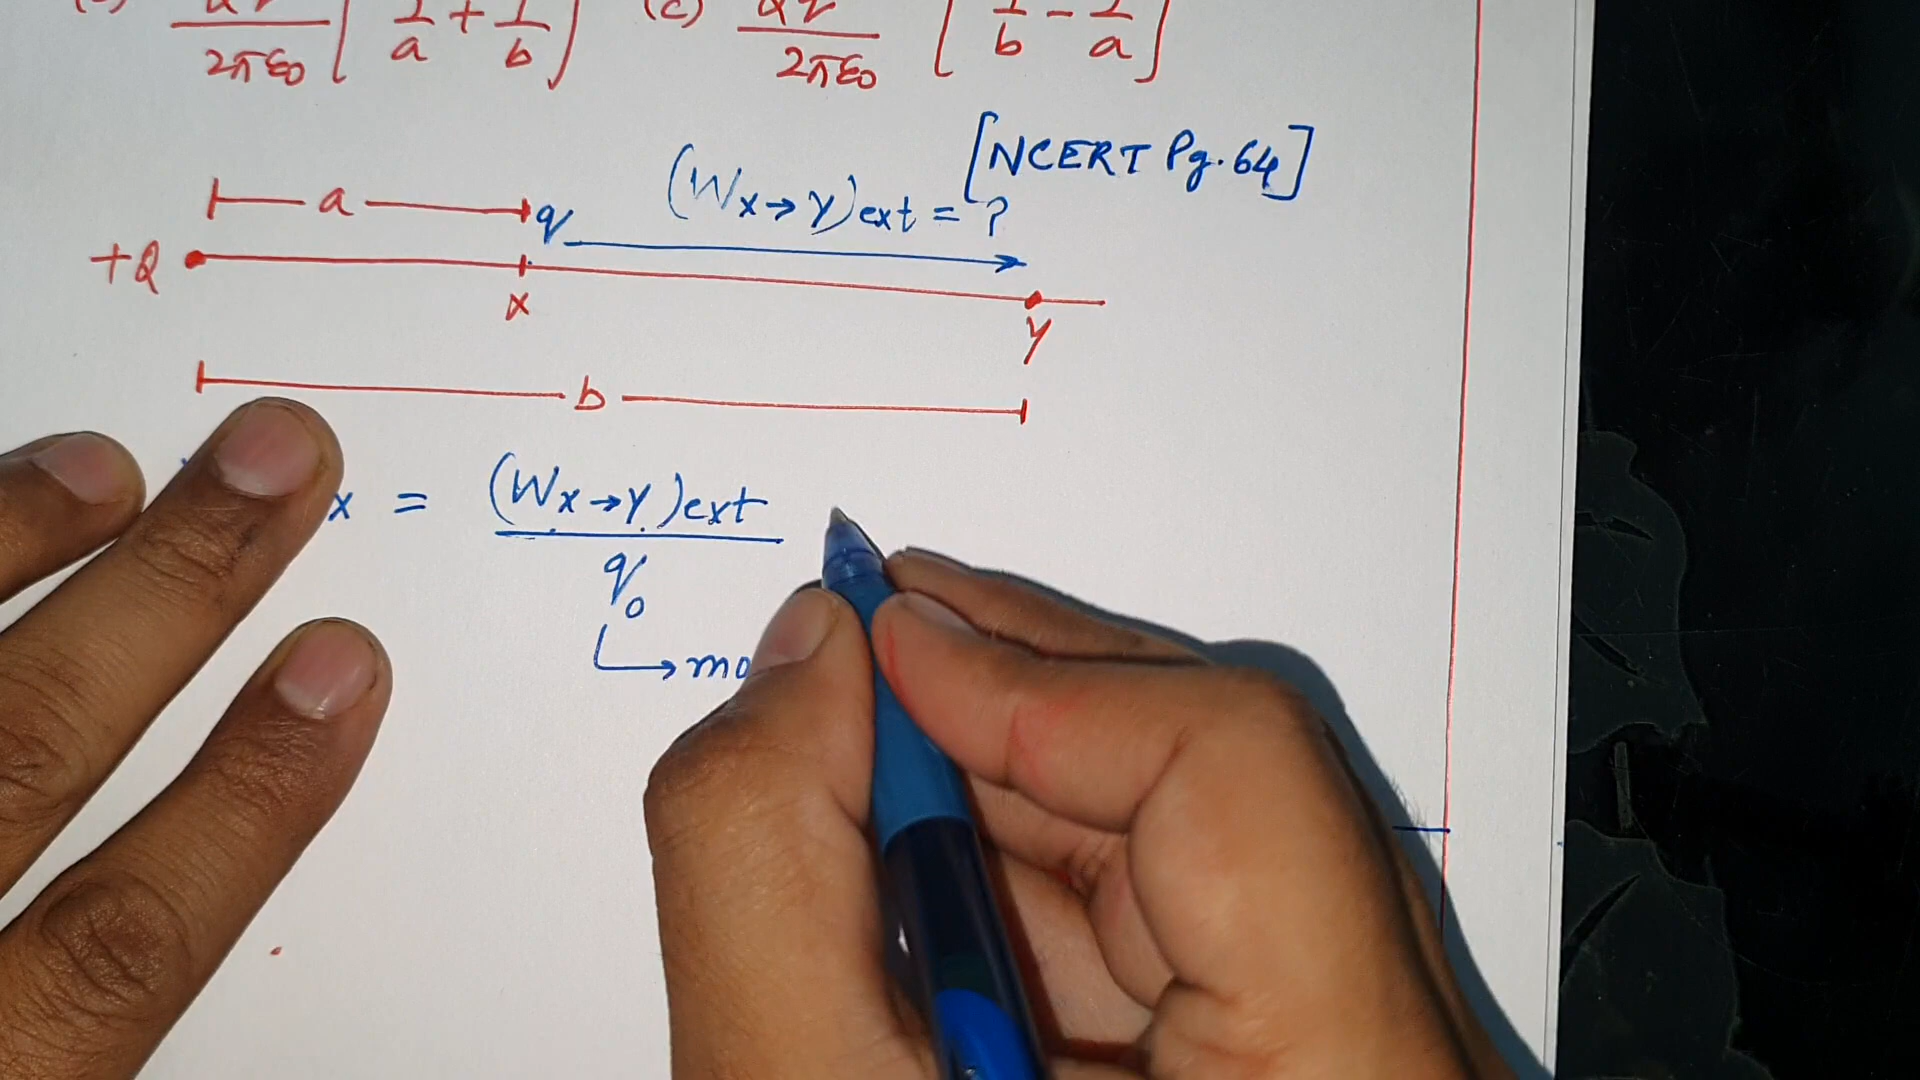 2πε0 [ 1/a + 1/b ] (c) 2πε0 [ 1/b - 1/a ]
[NCERT Pg. 64]
a q (Wx→y)ext = ?
+Q
x y
b
x = (Wx→y)ext
q0
→ mo